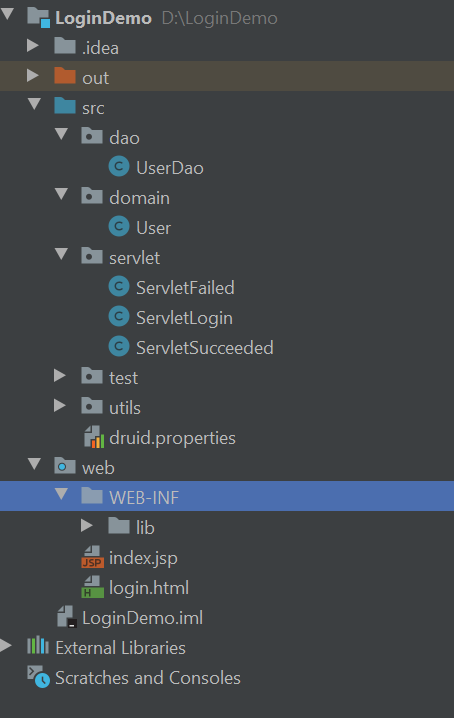 LoginDemo D:\LoginDemo
.idea
out
src
dao
UserDao
domain
User
servlet
ServletFailed
ServletLogin
ServletSucceeded
test
utils
druid.properties
web
WEB-INF
lib
JSP index.jsp
H login.html
LoginDemo.iml
External Libraries
Scratches and Consoles